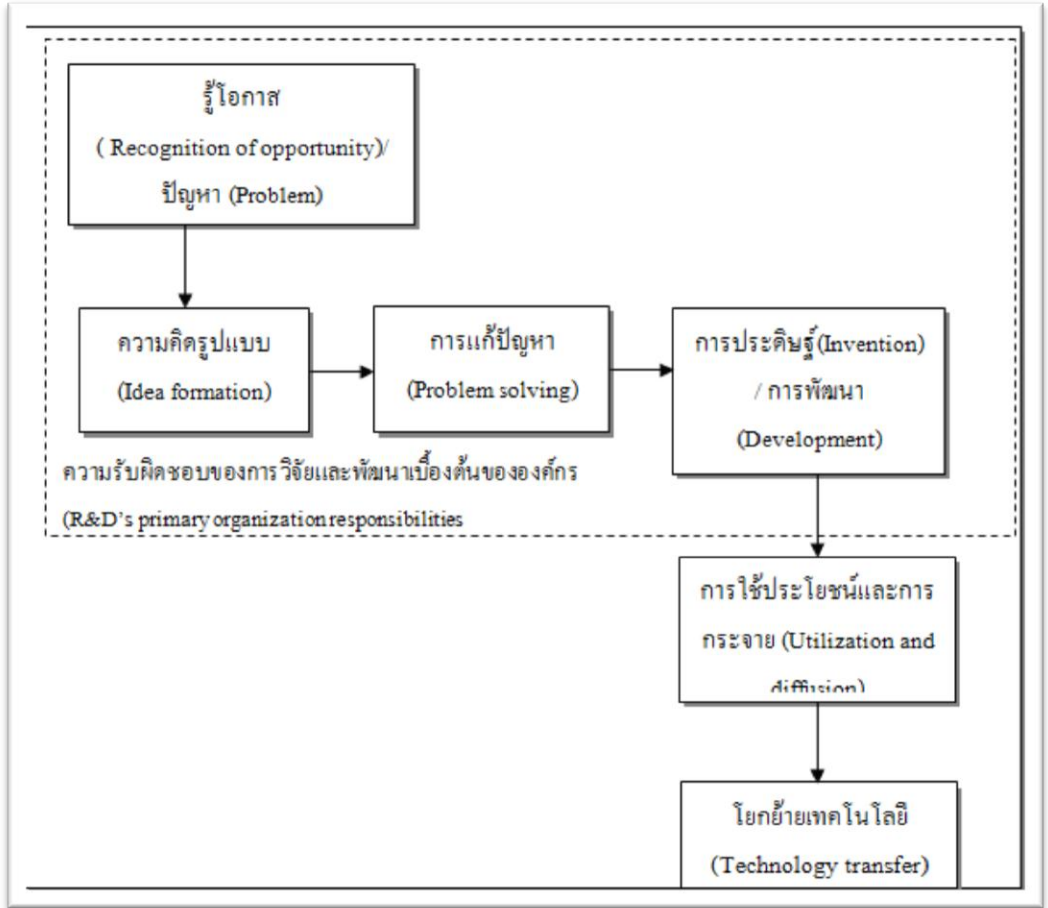 รู้โอกาส
( Recognition of opportunity)/
ปัญหา (Problem)
ความคิดรูปแบบ
(Idea formation)
การแก้ปัญหา
(Problem solving)
การประดิษฐ์(Invention)
/ การพัฒนา
(Development)
ความรับผิดชอบของการวิจัยและพัฒนาเบื้องต้นขององค์กร
(R&D’s primary organization responsibilities
การใช้ประโยชน์และการ
กระจาย (Utilization and
diffusion)
โยกย้ายเทคโนโลยี
(Technology transfer)